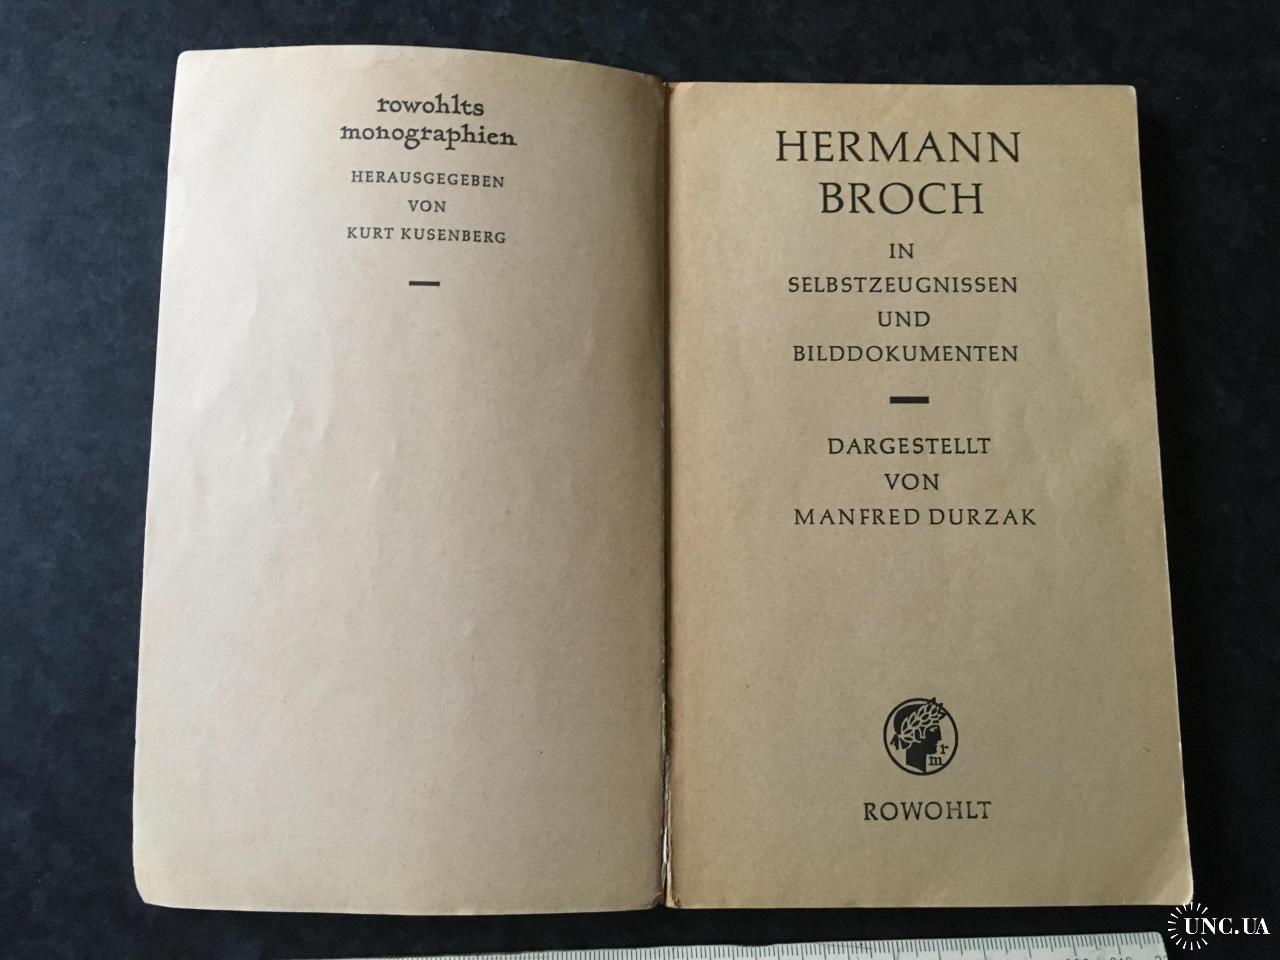 rowohlts
monographien
HERAUSGEGEBEN
VON
KURT KUSENBERG
HERMANN
BROCH
IN
SELBSTZEUGNISSEN
UND
BILDDOKUMENTEN
DARGESTELLT
VON
MANFRED DURZAK
r
m
ROWOHLT
UNC.UA